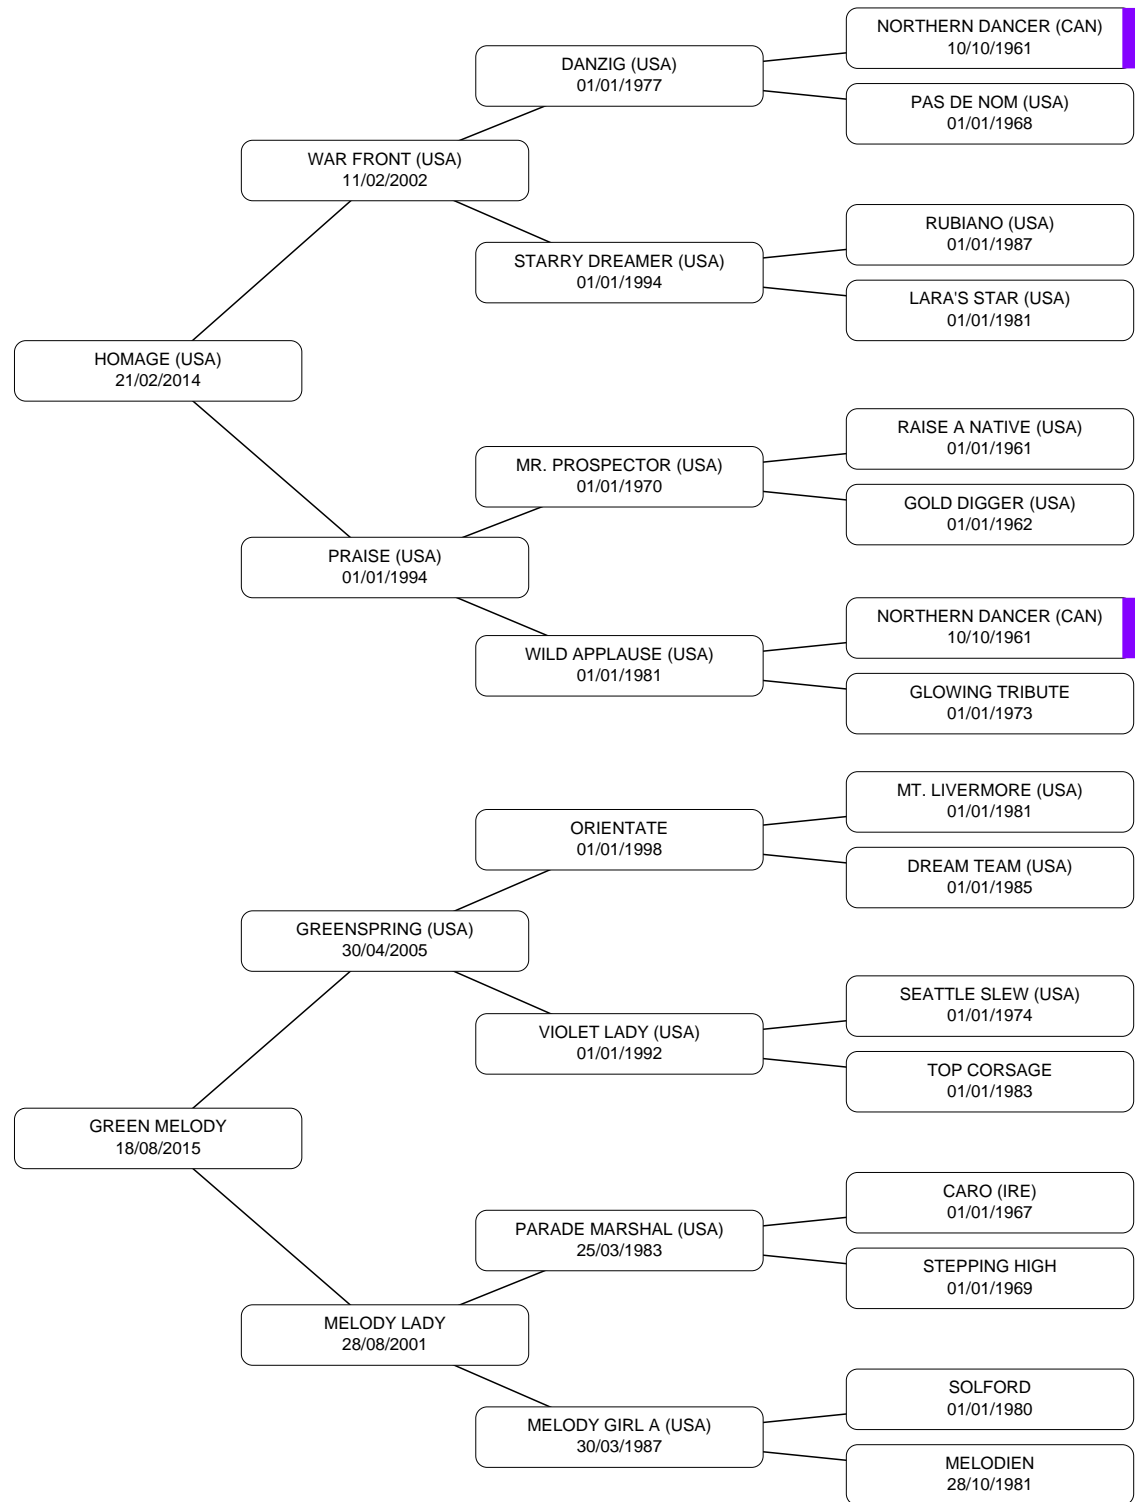 NORTHERN DANCER (CAN)
10/10/1961
DANZIG (USA)
01/01/1977
PAS DE NOM (USA)
01/01/1968
WAR FRONT (USA)
11/02/2002
RUBIANO (USA)
01/01/1987
STARRY DREAMER (USA)
01/01/1994
LARA'S STAR (USA)
01/01/1981
HOMAGE (USA)
21/02/2014
RAISE A NATIVE (USA)
01/01/1961
MR. PROSPECTOR (USA)
01/01/1970
GOLD DIGGER (USA)
01/01/1962
PRAISE (USA)
01/01/1994
NORTHERN DANCER (CAN)
10/10/1961
WILD APPLAUSE (USA)
01/01/1981
GLOWING TRIBUTE
01/01/1973
MT. LIVERMORE (USA)
01/01/1981
ORIENTATE
01/01/1998
DREAM TEAM (USA)
01/01/1985
GREENSPRING (USA)
30/04/2005
SEATTLE SLEW (USA)
01/01/1974
VIOLET LADY (USA)
01/01/1992
TOP CORSAGE
01/01/1983
GREEN MELODY
18/08/2015
CARO (IRE)
01/01/1967
PARADE MARSHAL (USA)
25/03/1983
STEPPING HIGH
01/01/1969
MELODY LADY
28/08/2001
SOLFORD
01/01/1980
MELODY GIRL A (USA)
30/03/1987
MELODIEN
28/10/1981